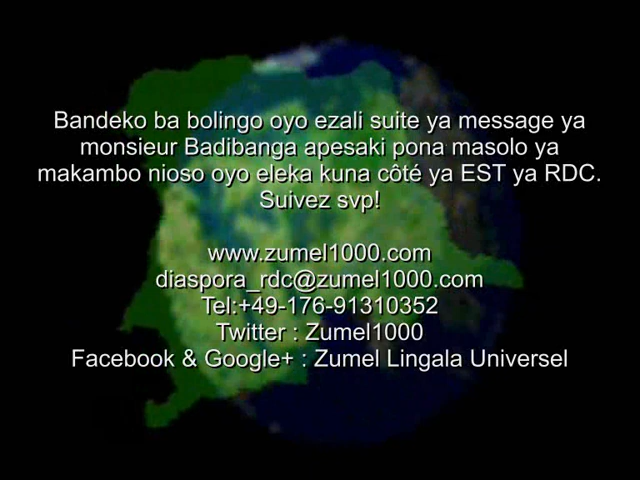 Bandeko ba bolingo oyo ezali suite ya message ya
monsieur Badibanga apesaki pona masolo ya
makambo nioso oyo eleka kuna côté ya EST ya RDC.
Suivez svp!
www.zumel1000.com
diaspora_rdc@zumel1000.com
Tel:+49-176-91310352
Twitter : Zumel1000
Facebook & Google+ : Zumel Lingala Universel